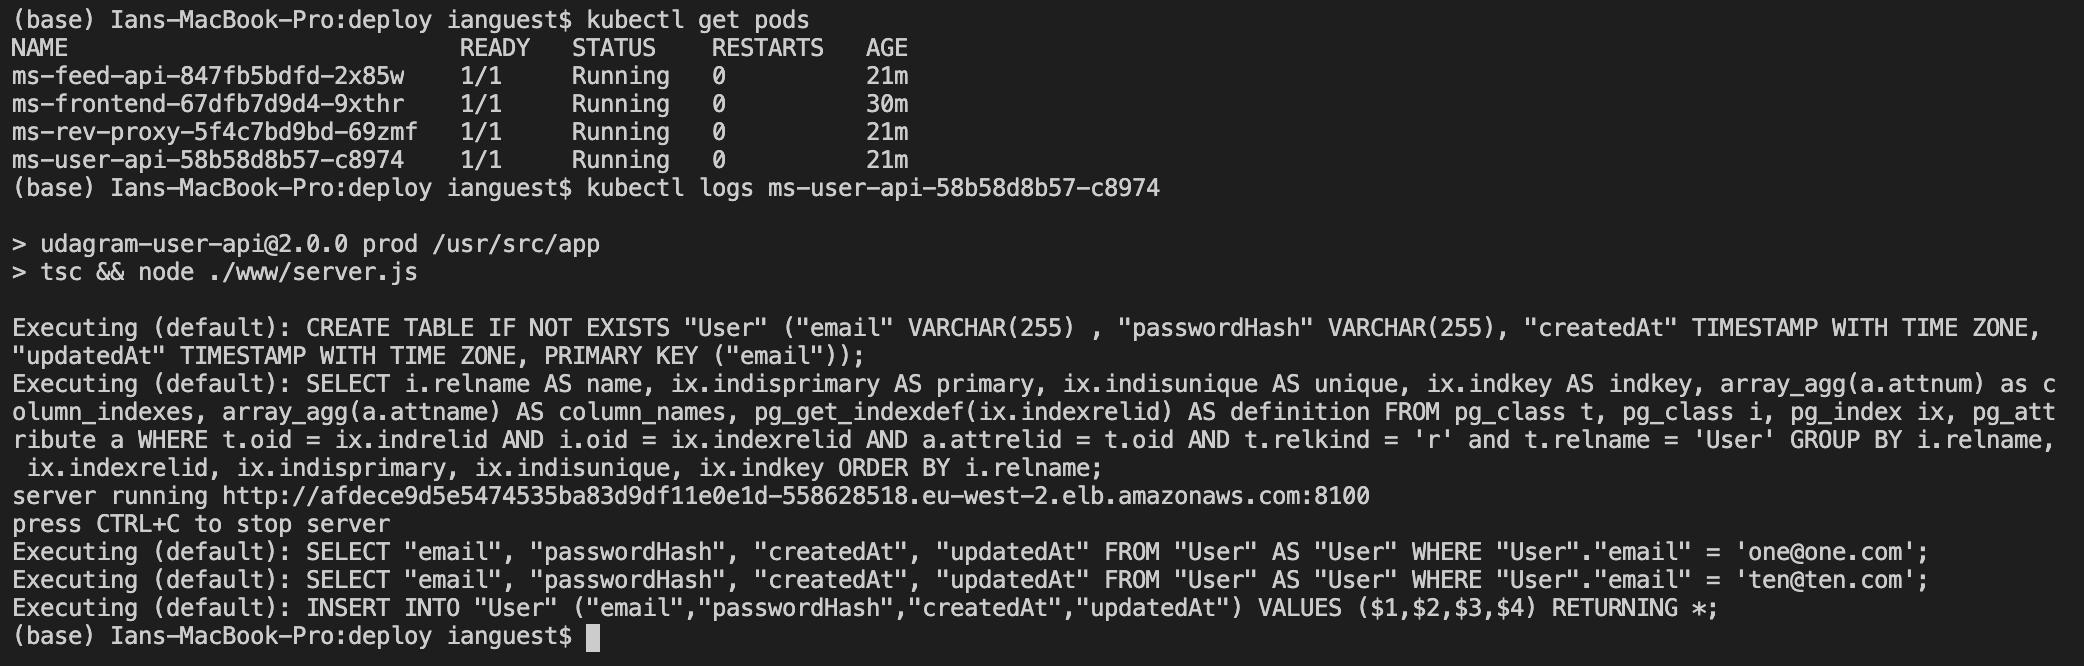 (base) Ians-MacBook-Pro:deploy ianguest$ kubectl get pods
NAME                            READY   STATUS    RESTARTS   AGE
ms-feed-api-847fb5bdfd-2x85w    1/1     Running   0          21m
ms-frontend-67dfb7d9d4-9xthr    1/1     Running   0          30m
ms-rev-proxy-5f4c7bd9bd-69zmf   1/1     Running   0          21m
ms-user-api-58b58d8b57-c8974    1/1     Running   0          21m
(base) Ians-MacBook-Pro:deploy ianguest$ kubectl logs ms-user-api-58b58d8b57-c8974
> udagram-user-api@2.0.0 prod /usr/src/app
> tsc && node ./www/server.js
Executing (default): CREATE TABLE IF NOT EXISTS "User" ("email" VARCHAR(255) , "passwordHash" VARCHAR(255), "createdAt" TIMESTAMP WITH TIME ZONE,
"updatedAt" TIMESTAMP WITH TIME ZONE, PRIMARY KEY ("email"));
Executing (default): SELECT i.relname AS name, ix.indisprimary AS primary, ix.indisunique AS unique, ix.indkey AS indkey, array_agg(a.attnum) as c
olumn_indexes, array_agg(a.attname) AS column_names, pg_get_indexdef(ix.indexrelid) AS definition FROM pg_class t, pg_class i, pg_index ix, pg_att
ribute a WHERE t.oid = ix.indrelid AND i.oid = ix.indexrelid AND a.attrelid = t.oid AND t.relkind = 'r' and t.relname = 'User' GROUP BY i.relname,
 ix.indexrelid, ix.indisprimary, ix.indisunique, ix.indkey ORDER BY i.relname;
server running http://afdece9d5e5474535ba83d9df11e0e1d-558628518.eu-west-2.elb.amazonaws.com:8100
press CTRL+C to stop server
Executing (default): SELECT "email", "passwordHash", "createdAt", "updatedAt" FROM "User" AS "User" WHERE "User"."email" = 'one@one.com';
Executing (default): SELECT "email", "passwordHash", "createdAt", "updatedAt" FROM "User" AS "User" WHERE "User"."email" = 'ten@ten.com';
Executing (default): INSERT INTO "User" ("email","passwordHash","createdAt","updatedAt") VALUES ($1,$2,$3,$4) RETURNING *;
(base) Ians-MacBook-Pro:deploy ianguest$